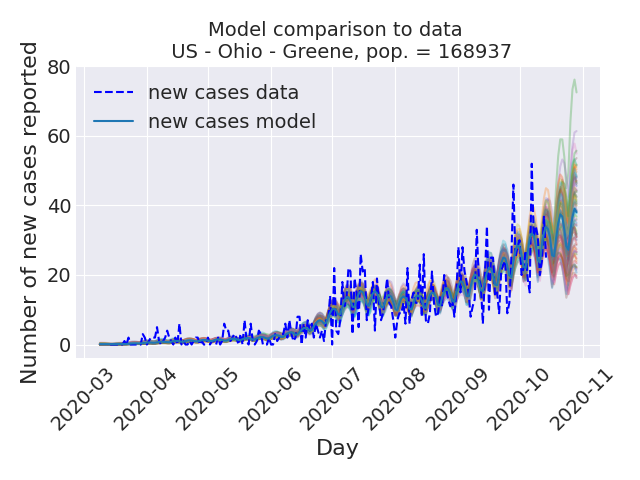 Model comparison to data
US - Ohio - Greene, pop. = 168937
Number of new cases reported
80
60
40
20
0
new cases data
new cases model
2020-03
2020-04
2020-05
2020-06
2020-07
2020-08
2020-09
2020-10
2020-11
Day